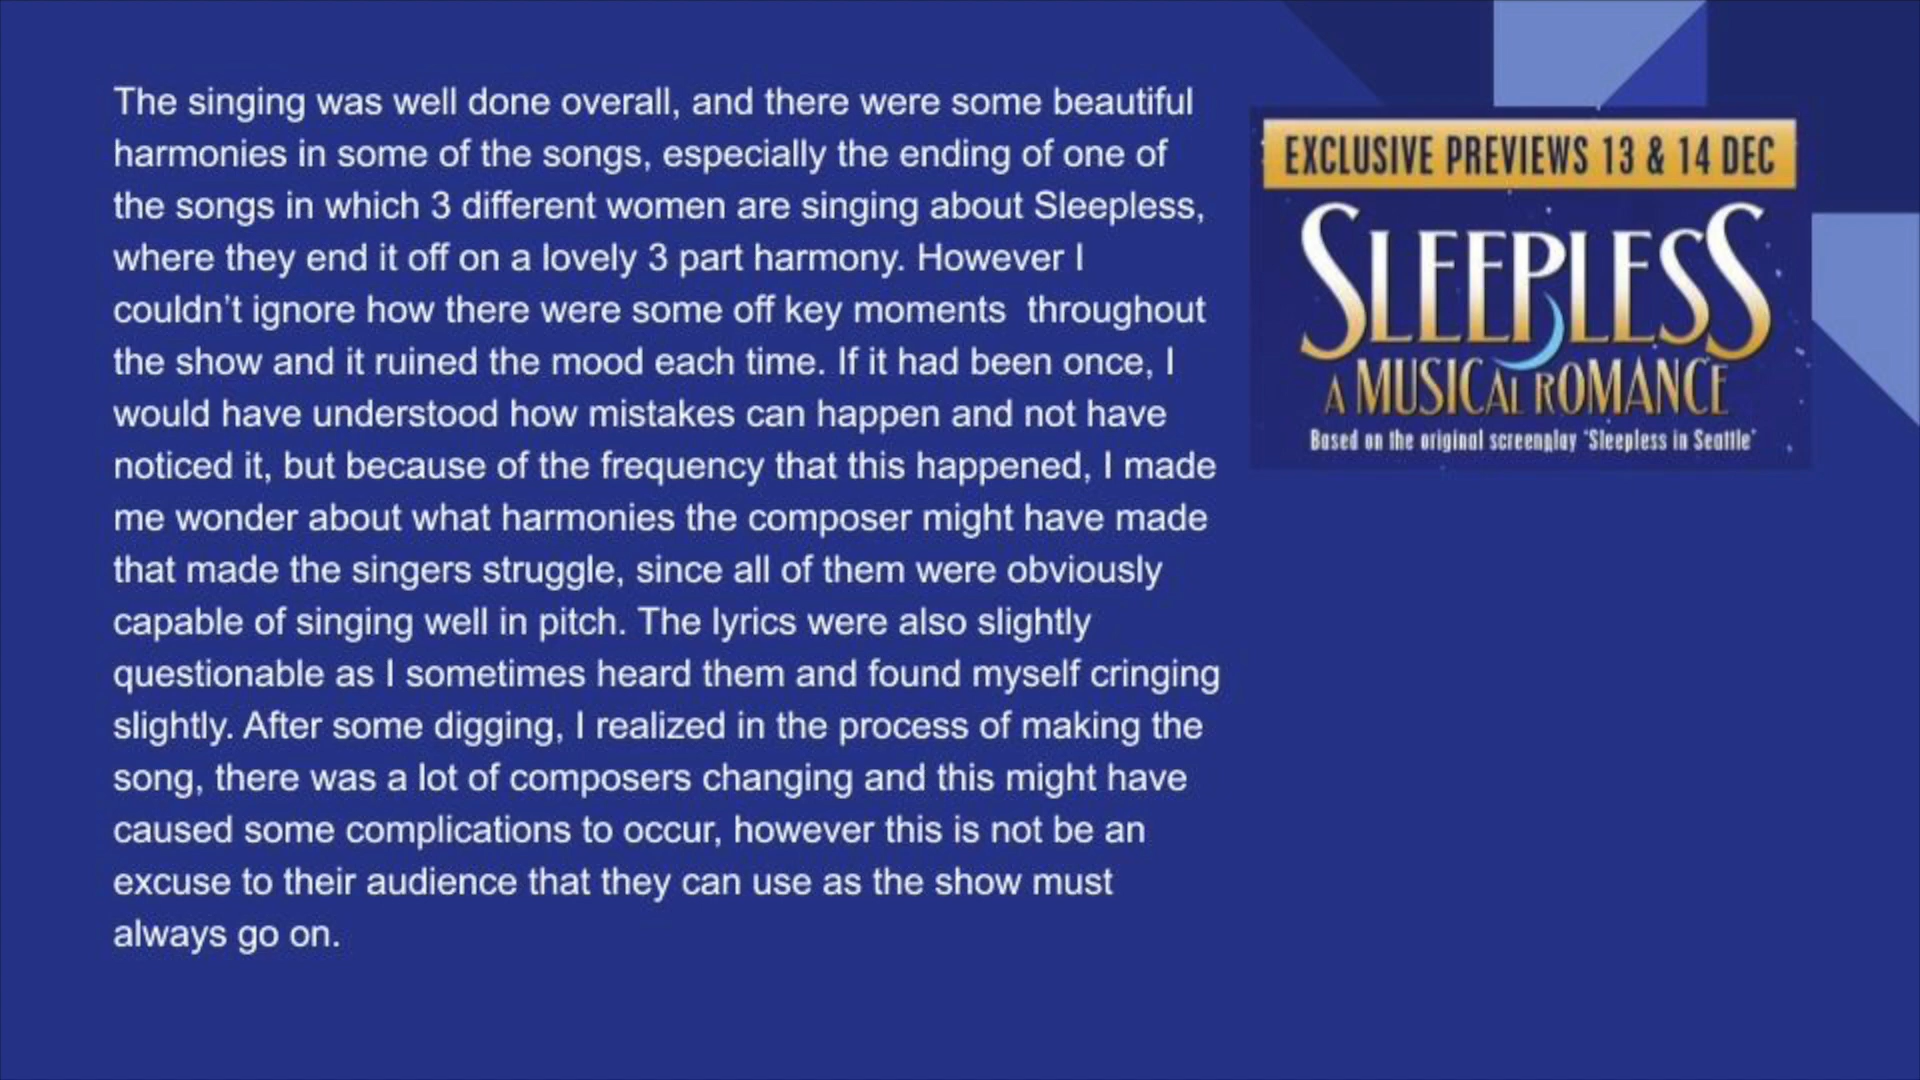 The singing was well done overall, and there were some beautiful
harmonies in some of the songs, especially the ending of one of
the songs in which 3 different women are singing about Sleepless,
where they end it off on a lovely 3 part harmony. However I
couldn't ignore how there were some off key moments  throughout
the show and it ruined the mood each time. If it had been once, I
would have understood how mistakes can happen and not have
noticed it, but because of the frequency that this happened, I made
me wonder about what harmonies the composer might have made
that made the singers struggle, since all of them were obviously
capable of singing well in pitch. The lyrics were also slightly
questionable as I sometimes heard them and found myself cringing
slightly. After some digging, I realized in the process of making the
song, there was a lot of composers changing and this might have
caused some complications to occur, however this is not be an
excuse to their audience that they can use as the show must
always go on.
EXCLUSIVE PREVIEWS 13 & 14 DEC
SLEEPLESS
A MUSICAL ROMANCE
Based on the original screenplay 'Sleepless in Seattle'